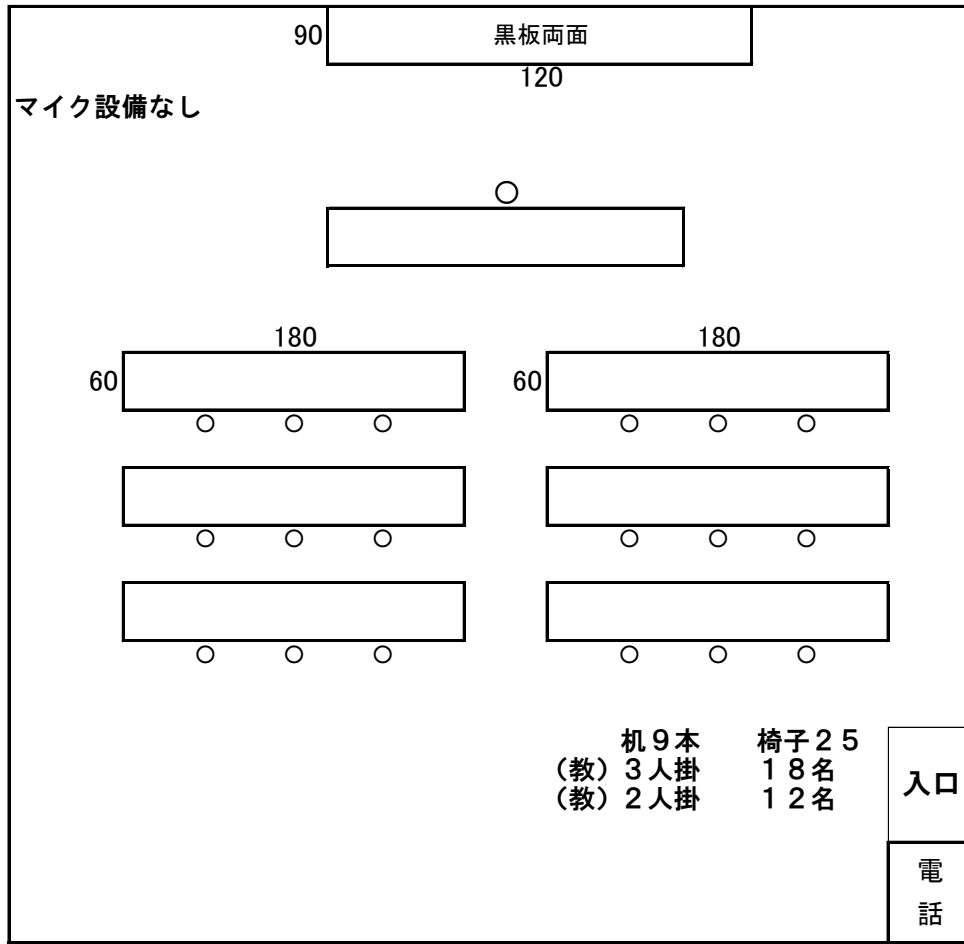 90
黒板両面
120
マイク設備なし
180
180
60
60
机9本 椅子25
(教)3人掛 18名
(教)2人掛 12名
入口
電
話